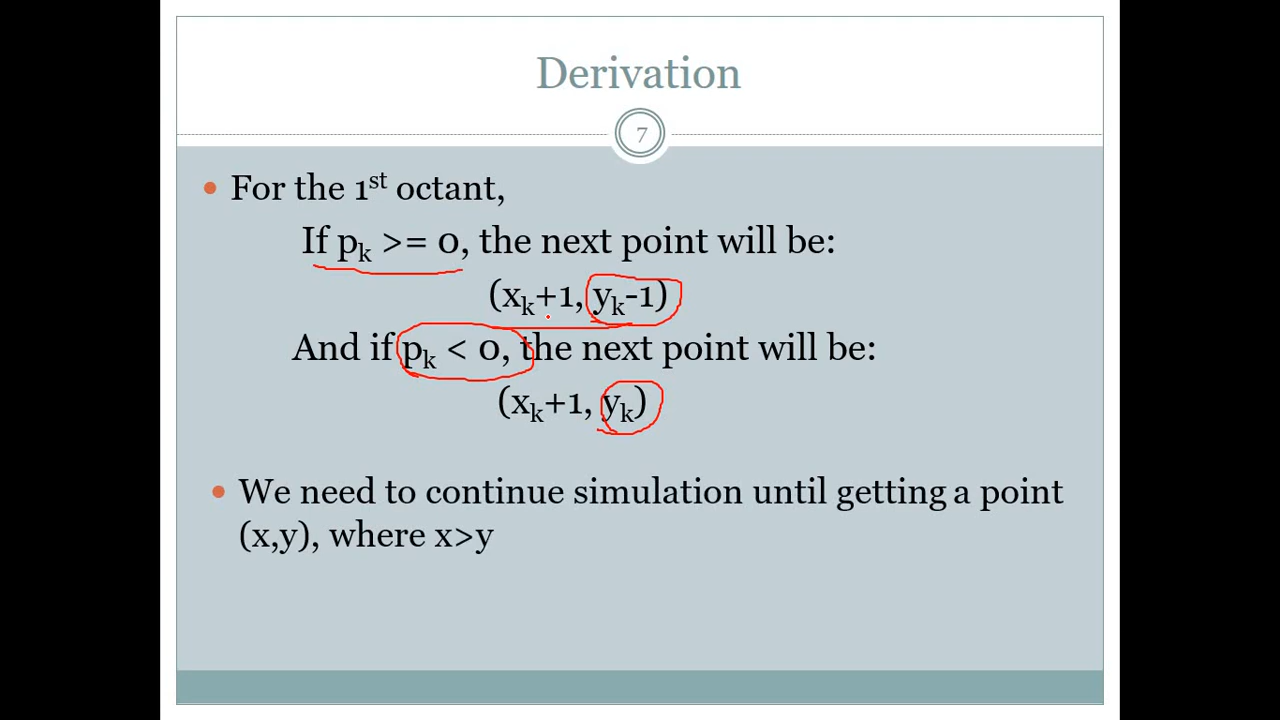 Derivation
7
• For the 1st octant,
If pk >= 0, the next point will be:
(xk+1, yk-1)
And if pk < 0, the next point will be:
(xk+1, yk)
• We need to continue simulation until getting a point
(x,y), where x>y